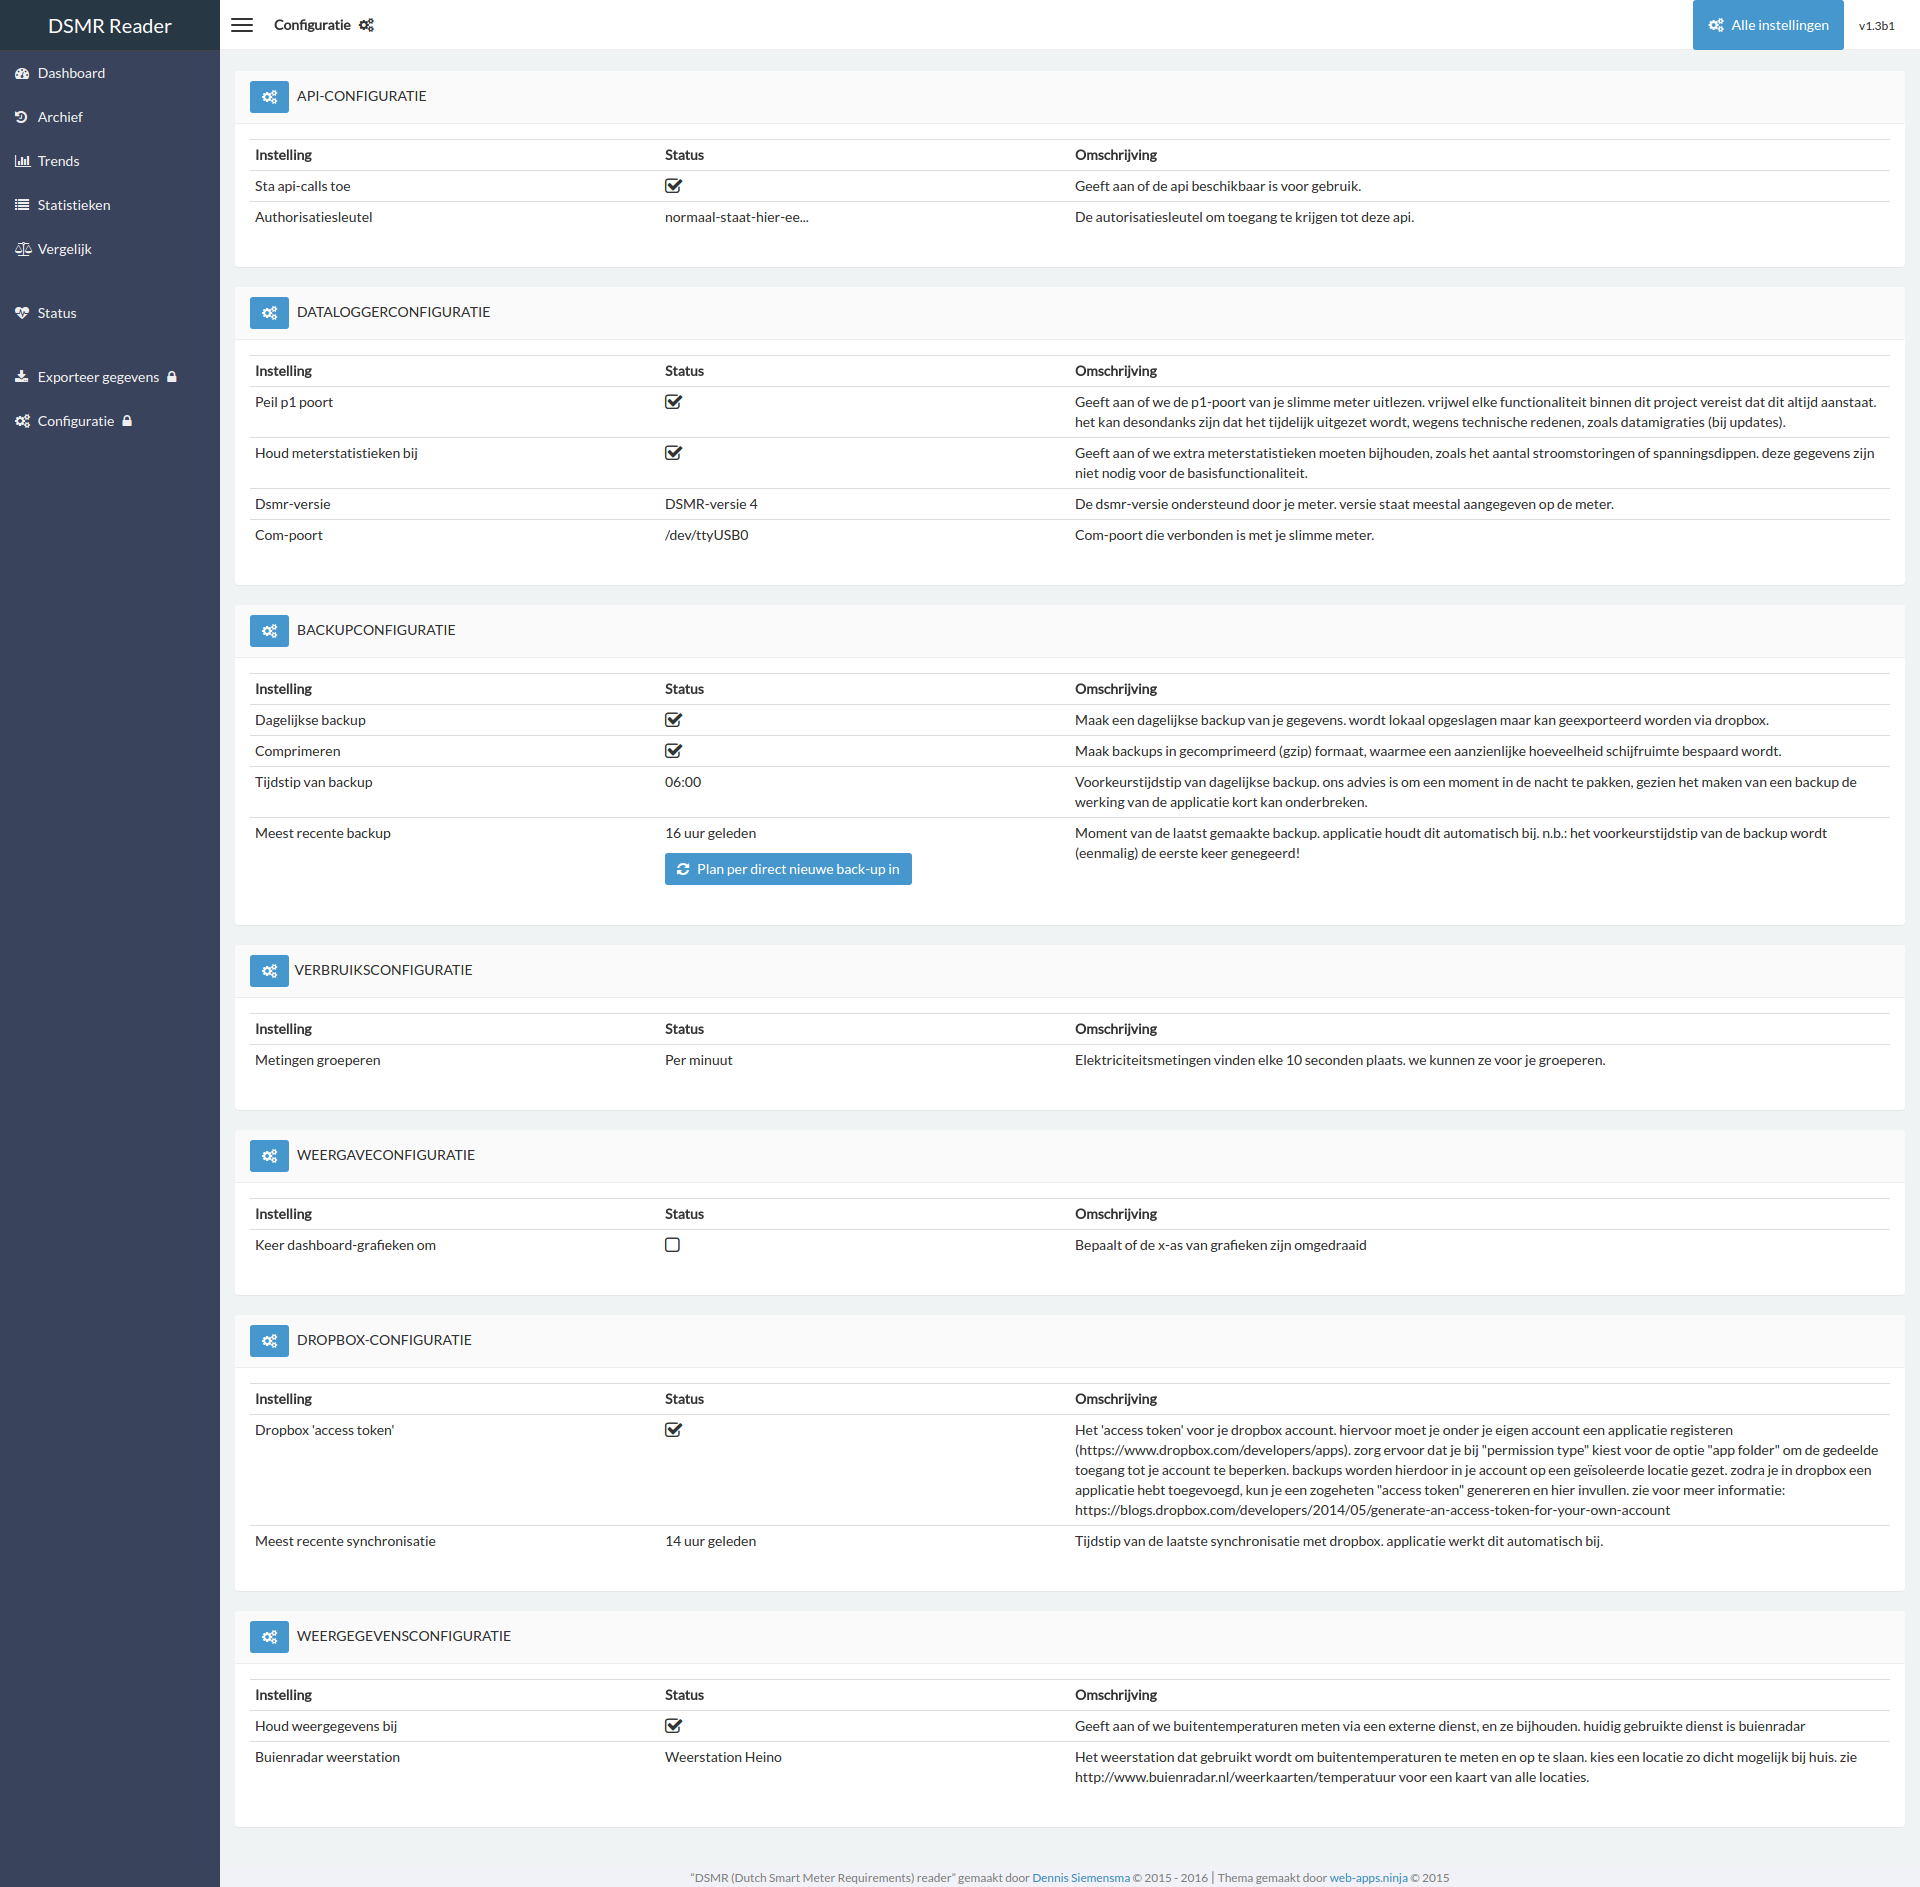 DSMR Reader
Configuratie
Alle instellingen
v1.3b1
Dashboard
Archief
Trends
Statistieken
Vergelijk
Status
Exporteer gegevens
Configuratie
API-CONFIGURATIE
Instelling Status Omschrijving
Sta api-calls toe Geeft aan of de api beschikbaar is voor gebruik.
Authorisatiesleutel normaal-staat-hier-ee... De autorisatiesleutel om toegang te krijgen tot deze api.
DATALOGGERCONFIGURATIE
Instelling Status Omschrijving
Peil p1 poort Geeft aan of we de p1-poort van je slimme meter uitlezen. vrijwel elke functionaliteit binnen dit project vereist dat dit altijd aanstaat.
het kan desondanks zijn dat het tijdelijk uitgezet wordt, wegens technische redenen, zoals datamigraties (bij updates).
Houd meterstatistieken bij Geeft aan of we extra meterstatistieken moeten bijhouden, zoals het aantal stroomstoringen of spanningsdippen. deze gegevens zijn
niet nodig voor de basisfunctionaliteit.
Dsmr-versie DSMR-versie 4 De dsmr-versie ondersteund door je meter. versie staat meestal aangegeven op de meter.
Com-poort /dev/ttyUSB0 Com-poort die verbonden is met je slimme meter.
BACKUPCONFIGURATIE
Instelling Status Omschrijving
Dagelijkse backup Maak een dagelijkse backup van je gegevens. wordt lokaal opgeslagen maar kan geexporteerd worden via dropbox.
Comprimeren Maak backups in gecomprimeerd (gzip) formaat, waarmee een aanzienlijke hoeveelheid schijfruimte bespaard wordt.
Tijdstip van backup 06:00 Voorkeurstijdstip van dagelijkse backup. ons advies is om een moment in de nacht te pakken, gezien het maken van een backup de
werking van de applicatie kort kan onderbreken.
Meest recente backup 16 uur geleden Moment van de laatst gemaakte backup. applicatie houdt dit automatisch bij. n.b.: het voorkeurstijdstip van de backup wordt
(eenmalig) de eerste keer genegeerd!
Plan per direct nieuwe back-up in
VERBRUIKSCONFIGURATIE
Instelling Status Omschrijving
Metingen groeperen Per minuut Elektriciteitsmetingen vinden elke 10 seconden plaats. we kunnen ze voor je groeperen.
WEERGAVECONFIGURATIE
Instelling Status Omschrijving
Keer dashboard-grafieken om Bepaalt of de x-as van grafieken zijn omgedraaid
DROPBOX-CONFIGURATIE
Instelling Status Omschrijving
Dropbox 'access token' Het 'access token' voor je dropbox account. hiervoor moet je onder je eigen account een applicatie registeren
(https://www.dropbox.com/developers/apps). zorg ervoor dat je bij "permission type" kiest voor de optie "app folder" om de gedeelde
toegang tot je account te beperken. backups worden hierdoor in je account op een geïsoleerde locatie gezet. zodra je in dropbox een
applicatie hebt toegevoegd, kun je een zogeheten "access token" genereren en hier invullen. zie voor meer informatie:
https://blogs.dropbox.com/developers/2014/05/generate-an-access-token-for-your-own-account
Meest recente synchronisatie 14 uur geleden Tijdstip van de laatste synchronisatie met dropbox. applicatie werkt dit automatisch bij.
WEERGEGEVENSCONFIGURATIE
Instelling Status Omschrijving
Houd weergegevens bij Geeft aan of we buitentemperaturen meten via een externe dienst, en ze bijhouden. huidig gebruikte dienst is buienradar
Buienradar weerstation Weerstation Heino Het weerstation dat gebruikt wordt om buitentemperaturen te meten en op te slaan. kies een locatie zo dicht mogelijk bij huis. zie
http://www.buienradar.nl/weerkaarten/temperatuur voor een kaart van alle locaties.
"DSMR (Dutch Smart Meter Requirements) reader" gemaakt door Dennis Siemensma © 2015 - 2016 | Thema gemaakt door web-apps.ninja © 2015